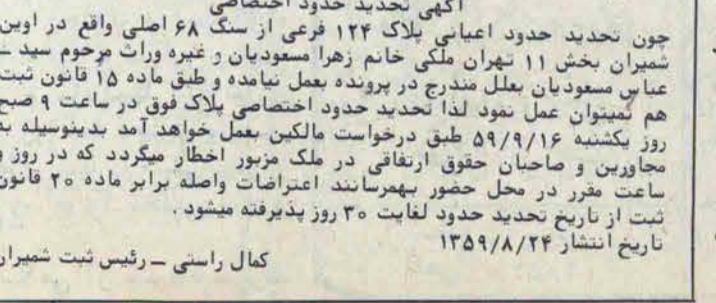 آگهی تحدید حدود اختصاصی
چون تحدید حدود اعیانی پلاک ۱۲۴ فرعی از سنگ ۶۸ اصلی واقع در اوین
شمیران بخش ۱۱ تهران ملکی خانم زهرا مسعودیان و غیره وراث مرحوم سید ـ
عباس مسعودیان بعلل مندرج در پرونده بعمل نیامده و طبق ماده ۱۵ قانون ثبت
هم نمیتوان عمل نمود لذا تحدید حدود اختصاصی پلاک فوق در ساعت ۹ صبح
روز یکشنبه ۵۹/۹/۱۶ طبق درخواست مالکین بعمل خواهد آمد بدینوسیله به
مجاورین و صاحبان حقوق ارتفاقی در ملک مزبور اخطار میگردد که در روز و
ساعت مقرر در محل حضور بهمرسانند اعتراضات واصله برابر ماده ۲۰ قانون
ثبت از تاریخ تحدید حدود لغایت ۳۰ روز پذیرفته میشود .
تاریخ انتشار ۱۳۵۹/۸/۲۴
کمال راستی ــ رئیس ثبت شمیران